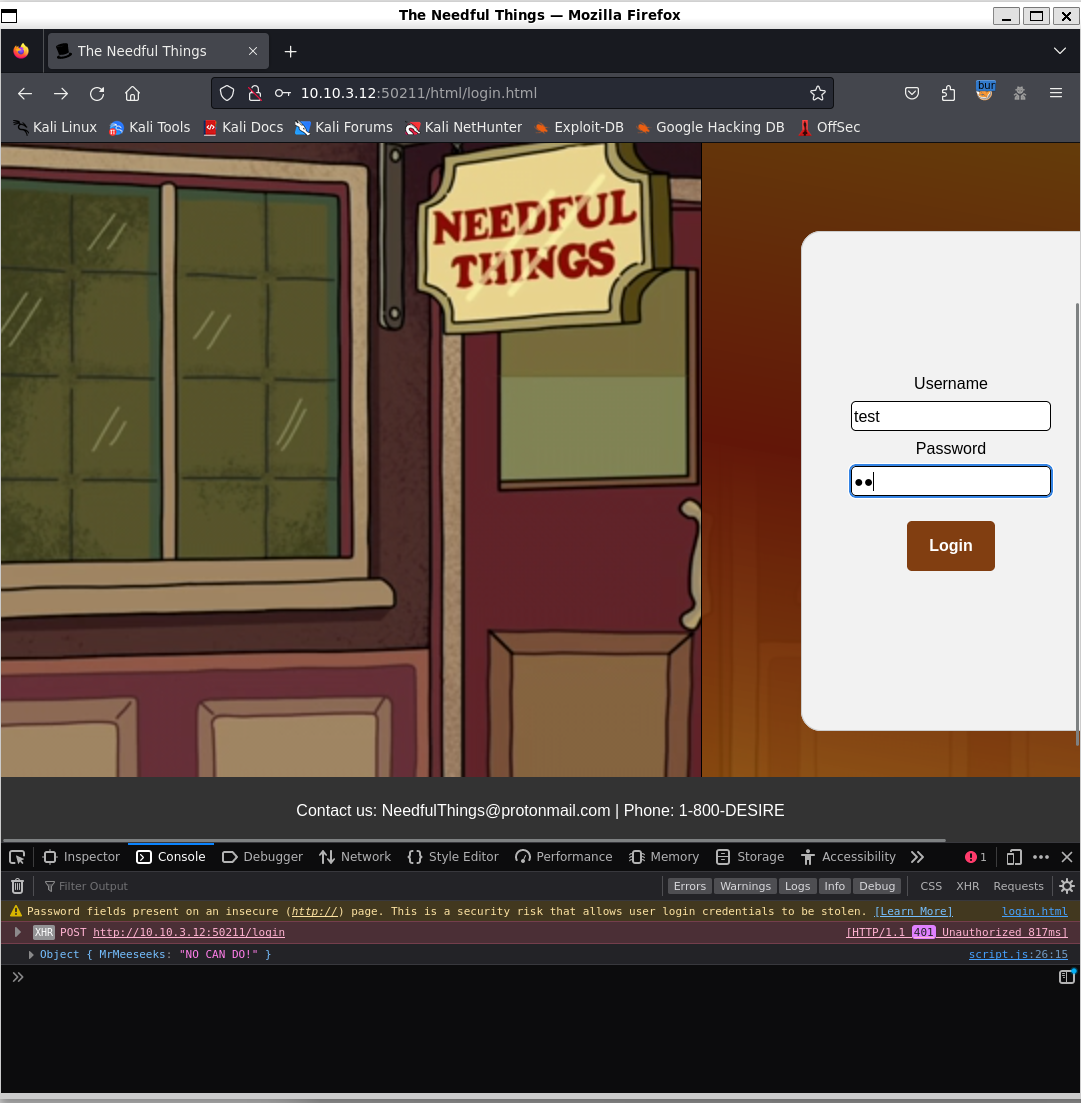 The Needful Things — Mozilla Firefox
The Needful Things
10.10.3.12:50211/html/login.html
bur
Kali Linux Kali Tools Kali Docs Kali Forums Kali NetHunter Exploit-DB Google Hacking DB OffSec
NEEDFUL
THINGS
Username
test
Password
Login
Contact us: NeedfulThings@protonmail.com | Phone: 1-800-DESIRE
Inspector Console Debugger Network Style Editor Performance Memory Storage Accessibility 1
Filter Output Errors Warnings Logs Info Debug CSS XHR Requests
Password fields present on an insecure (http://) page. This is a security risk that allows user login credentials to be stolen. [Learn More] login.html
XHR POST http://10.10.3.12:50211/login [HTTP/1.1 401 Unauthorized 817ms]
Object { MrMeeseeks: "NO CAN DO!" } script.js:26:15